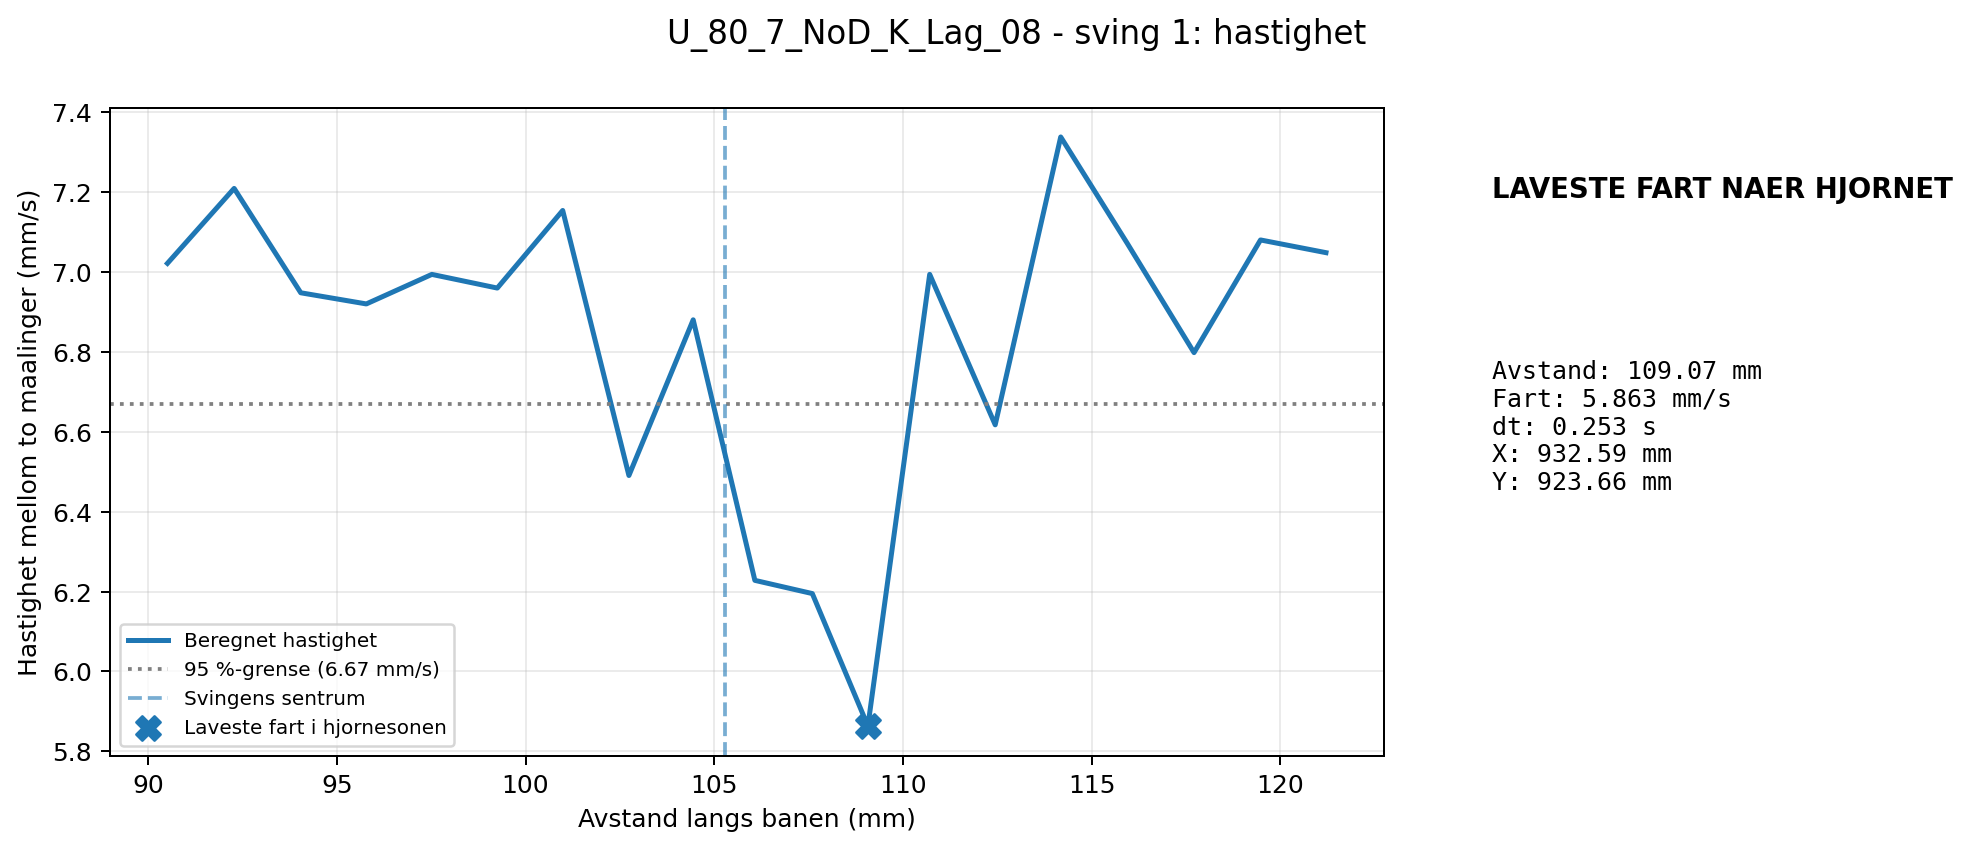 U_80_7_NoD_K_Lag_08 - sving 1: hastighet
Hastighet mellom to maalinger (mm/s)
7.4
7.2
7.0
6.8
6.6
6.4
6.2
6.0
5.8
Beregnet hastighet
95 %-grense (6.67 mm/s)
Svingens sentrum
Laveste fart i hjornesonen
90
95
100
105
110
115
120
Avstand langs banen (mm)
LAVESTE FART NAER HJORNET
Avstand: 109.07 mm
Fart: 5.863 mm/s
dt: 0.253 s
X: 932.59 mm
Y: 923.66 mm